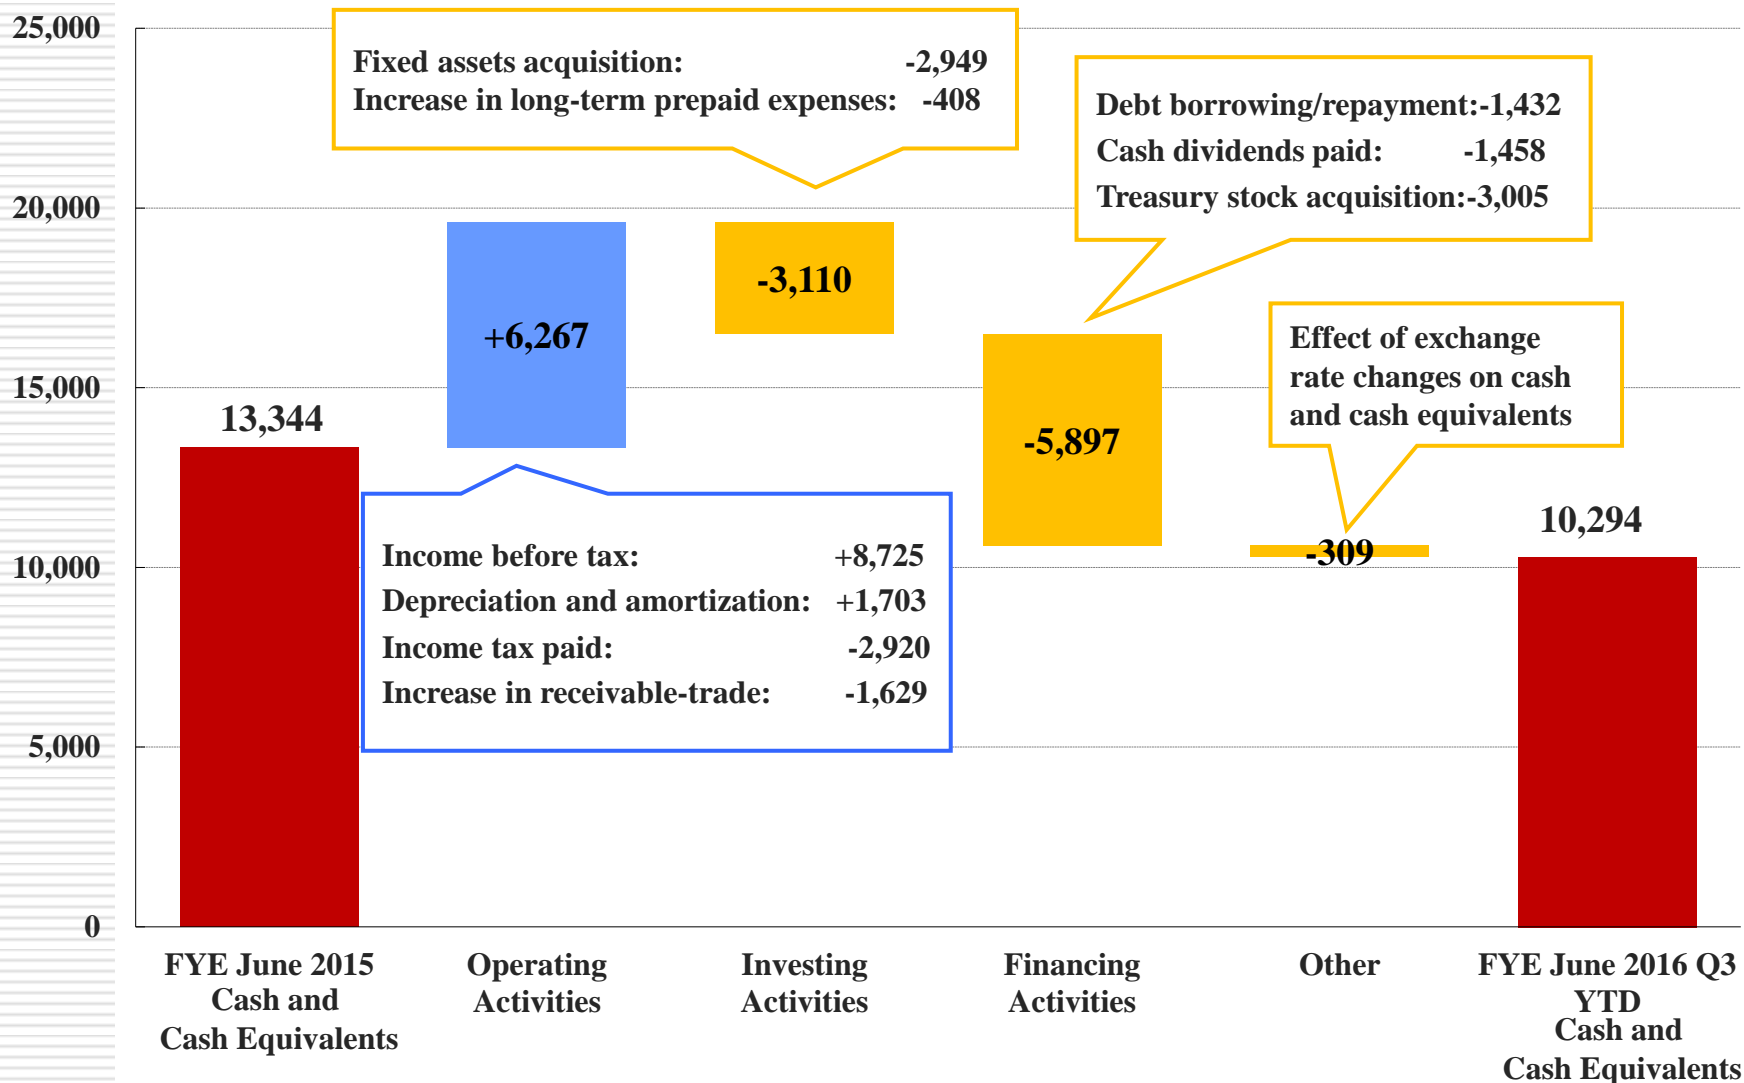 25,000
20,000
15,000
10,000
5,000
0
Fixed assets acquisition: -2,949
Increase in long-term prepaid expenses: -408
Debt borrowing/repayment:-1,432
Cash dividends paid: -1,458
Treasury stock acquisition:-3,005
Effect of exchange
rate changes on cash
and cash equivalents
Income before tax: +8,725
Depreciation and amortization: +1,703
Income tax paid: -2,920
Increase in receivable-trade: -1,629
13,344
+6,267
-3,110
-5,897
-309
10,294
FYE June 2015
Cash and
Cash Equivalents
Operating
Activities
Investing
Activities
Financing
Activities
Other
FYE June 2016 Q3
YTD
Cash and
Cash Equivalents